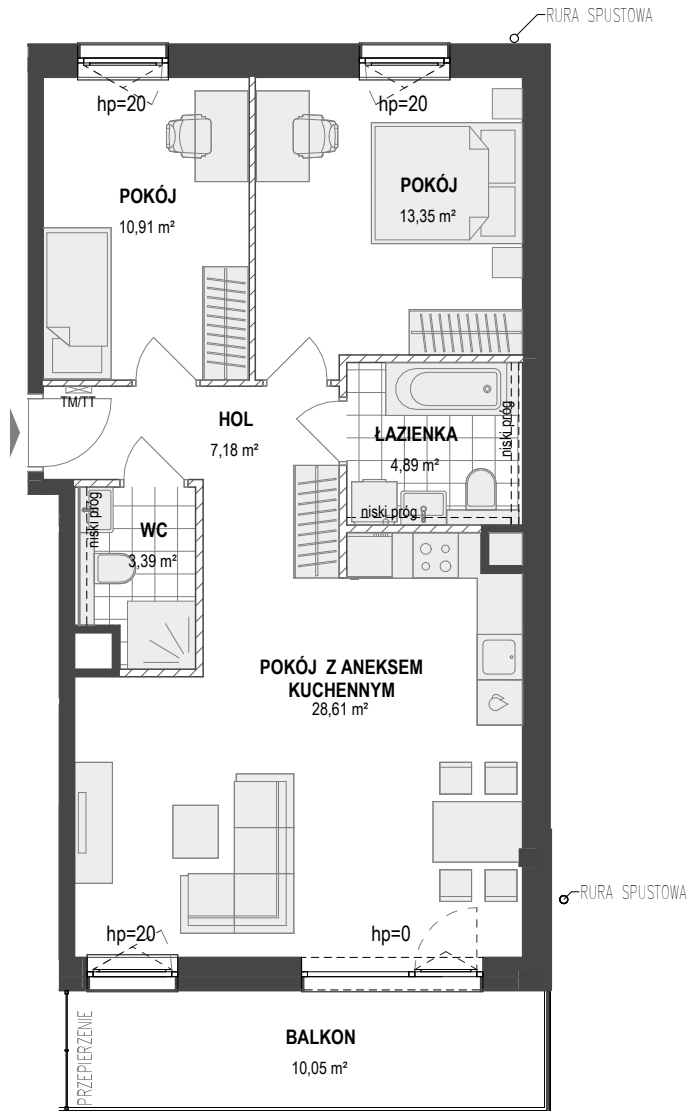 RURA SPUSTOWA
hp=20
hp=20
POKÓJ
10,91 m²
POKÓJ
13,35 m²
TM/TT
HOL
7,18 m²
ŁAZIENKA
4,89 m²
niski próg
niski próg
niski próg
WC
3,39 m²
POKÓJ Z ANEKSEM
KUCHENNYM
28,61 m²
RURA SPUSTOWA
hp=20
hp=0
PRZEPIERZENIE
BALKON
10,05 m²